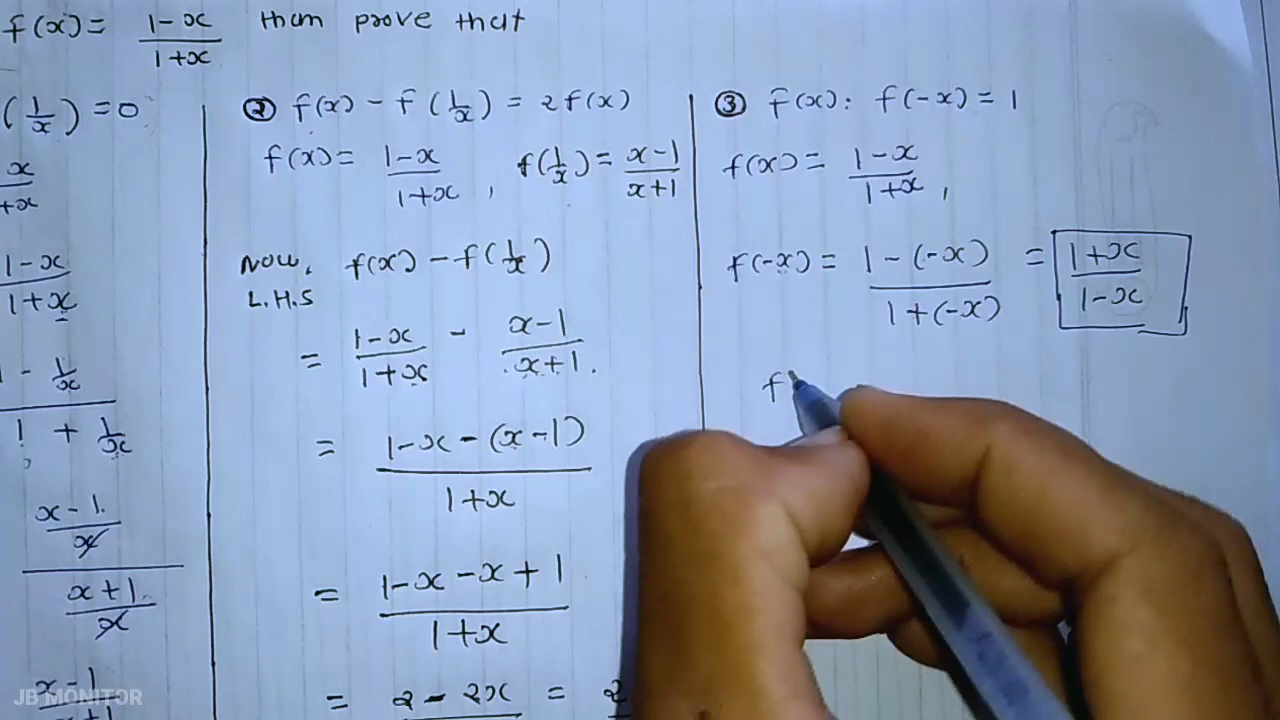 f(x) = (1-x)/(1+x) then prove that
(1/x) = 0
x/+x
(1-x)/(1+x)
1 - 1/x
1 + 1/x
(x-1)/x
(x+1)/x
x-1
② f(x) - f(1/x) = 2f(x)
f(x) = (1-x)/(1+x), f(1/x) = (x-1)/(x+1)
Now, f(x) - f(1/x)
L.H.S
= (1-x)/(1+x) - (x-1)/(x+1)
= (1-x-(x-1))/(1+x)
= (1-x-x+1)/(1+x)
= 2-2x = 2
③ f(x). f(-x) = 1
f(x) = (1-x)/(1+x),
f(-x) = (1-(-x))/(1+(-x)) = (1+x)/(1-x)
f
JB MONITOR